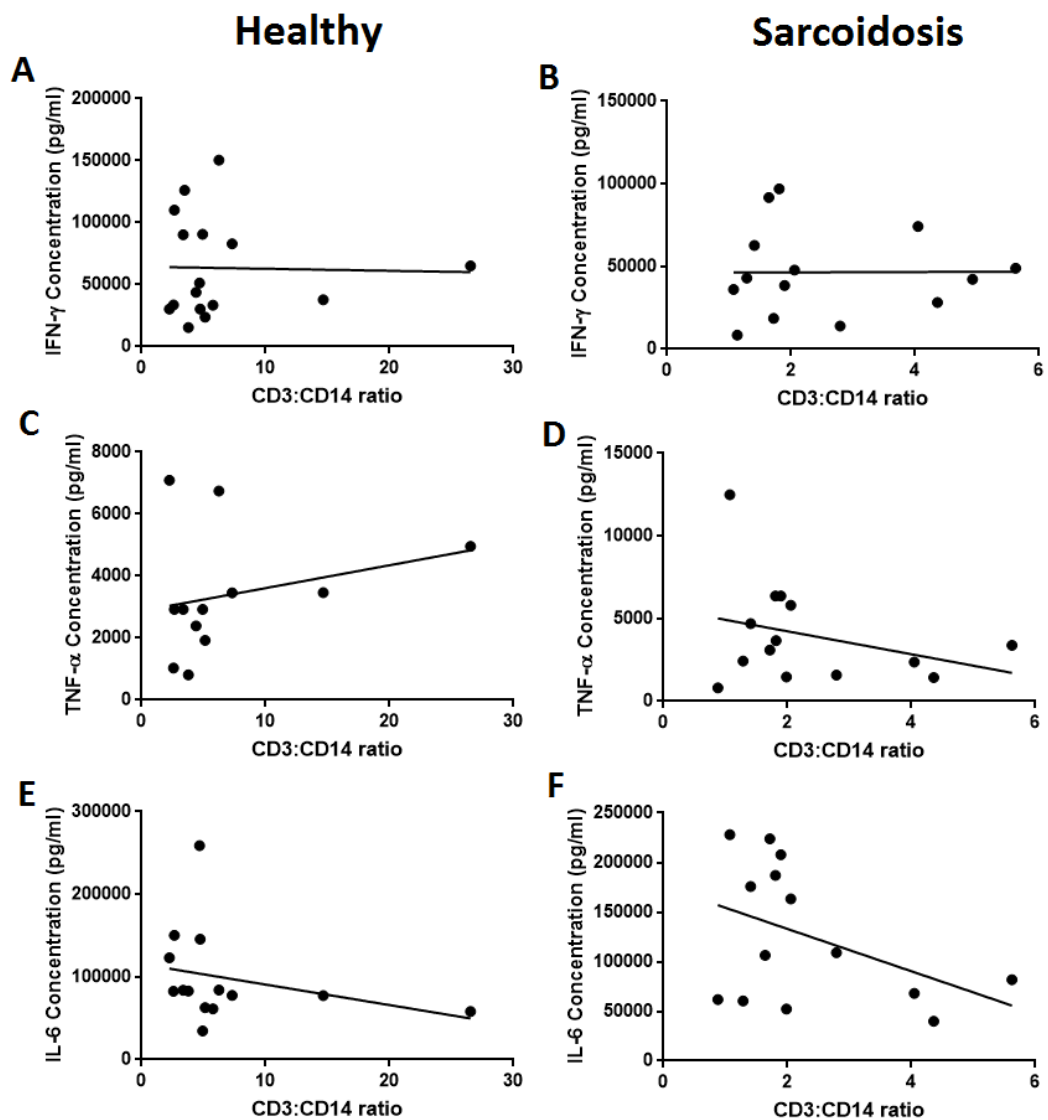 Healthy
Sarcoidosis
A
IFN-γ Concentration (pg/ml)
200000
150000
100000
50000
0
0 10 20 30
CD3:CD14 ratio
B
IFN-γ Concentration (pg/ml)
150000
100000
50000
0
0 2 4 6
CD3:CD14 ratio
C
TNF-α Concentration (pg/ml)
8000
6000
4000
2000
0
0 10 20 30
CD3:CD14 ratio
D
TNF-α Concentration (pg/ml)
15000
10000
5000
0
0 2 4 6
CD3:CD14 ratio
E
IL-6 Concentration (pg/ml)
300000
200000
100000
0
0 10 20 30
CD3:CD14 ratio
F
IL-6 Concentration (pg/ml)
250000
200000
150000
100000
50000
0
0 2 4 6
CD3:CD14 ratio